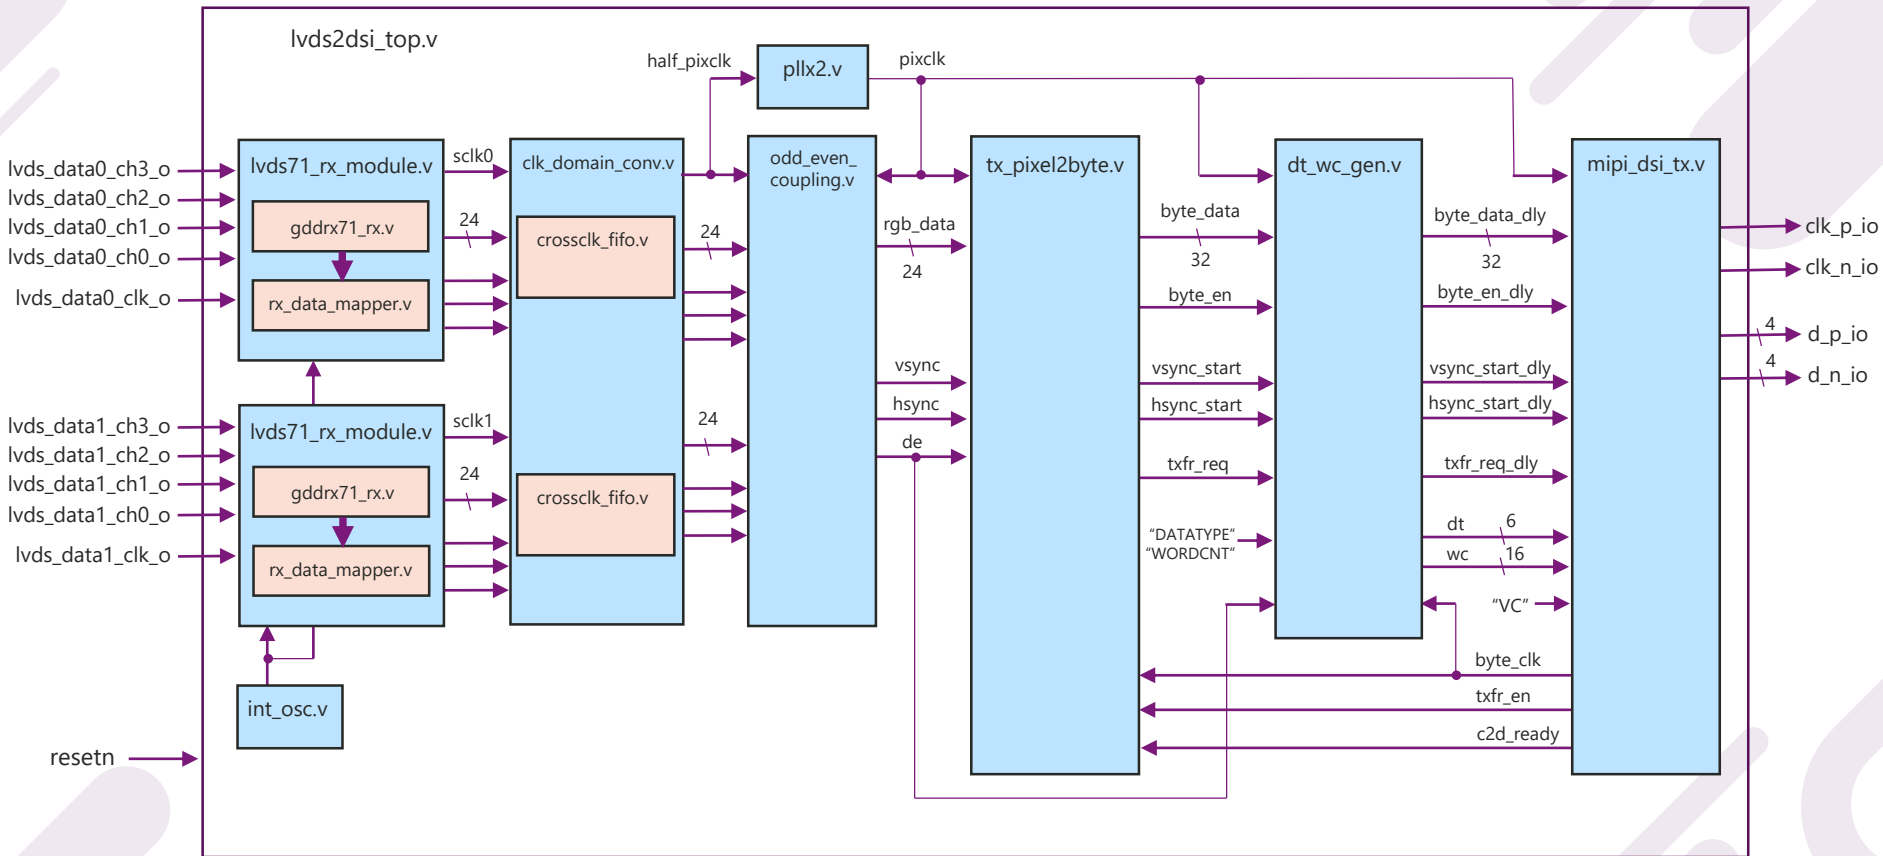 lvds2dsi_top.v
half_pixclk
pllx2.v
pixclk
lvds_data0_ch3_o
lvds_data0_ch2_o
lvds_data0_ch1_o
lvds_data0_ch0_o
lvds_data0_clk_o
lvds71_rx_module.v
gddrx71_rx.v
rx_data_mapper.v
sclk0
24
clk_domain_conv.v
crossclk_fifo.v
24
odd_even_
coupling.v
rgb_data
24
vsync
hsync
de
tx_pixel2byte.v
byte_data
32
byte_en
vsync_start
hsync_start
txfr_req
“DATATYPE”
“WORDCNT”
dt_wc_gen.v
byte_data_dly
32
byte_en_dly
vsync_start_dly
hsync_start_dly
txfr_req_dly
dt 6
wc 16
“VC”
byte_clk
txfr_en
c2d_ready
mipi_dsi_tx.v
clk_p_io
clk_n_io
4 d_p_io
4 d_n_io
lvds_data1_ch3_o
lvds_data1_ch2_o
lvds_data1_ch1_o
lvds_data1_ch0_o
lvds_data1_clk_o
lvds71_rx_module.v
gddrx71_rx.v
rx_data_mapper.v
sclk1
24
crossclk_fifo.v
24
int_osc.v
resetn